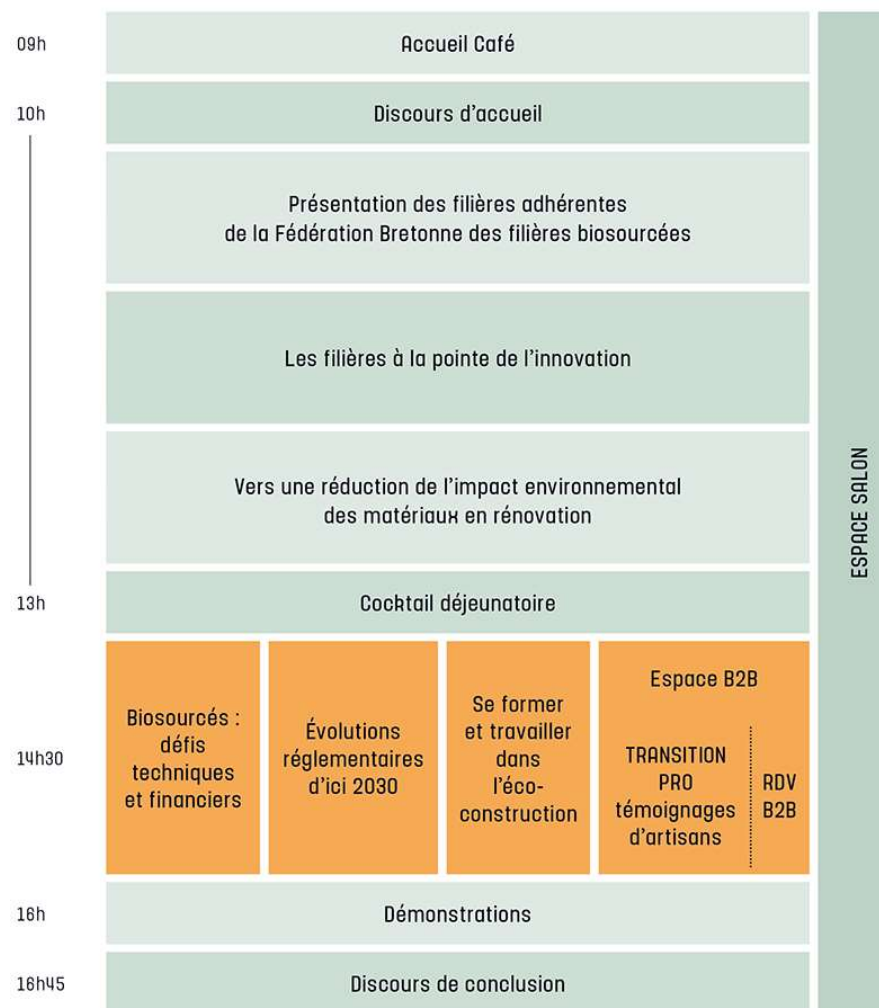 09h
Accueil Café
10h
Discours d'accueil
Présentation des filières adhérentes
de la Fédération Bretonne des filières biosourcées
Les filières à la pointe de l'innovation
Vers une réduction de l'impact environnemental
des matériaux en rénovation
13h
Cocktail déjeunatoire
14h30
Biosourcés :
défis
techniques
et financiers
Évolutions
réglementaires
d'ici 2030
Se former
et travailler
dans
l'éco-
construction
Espace B2B
TRANSITION
PRO
témoignages
d'artisans
RDV
B2B
16h
Démonstrations
16h45
Discours de conclusion
ESPACE SALON